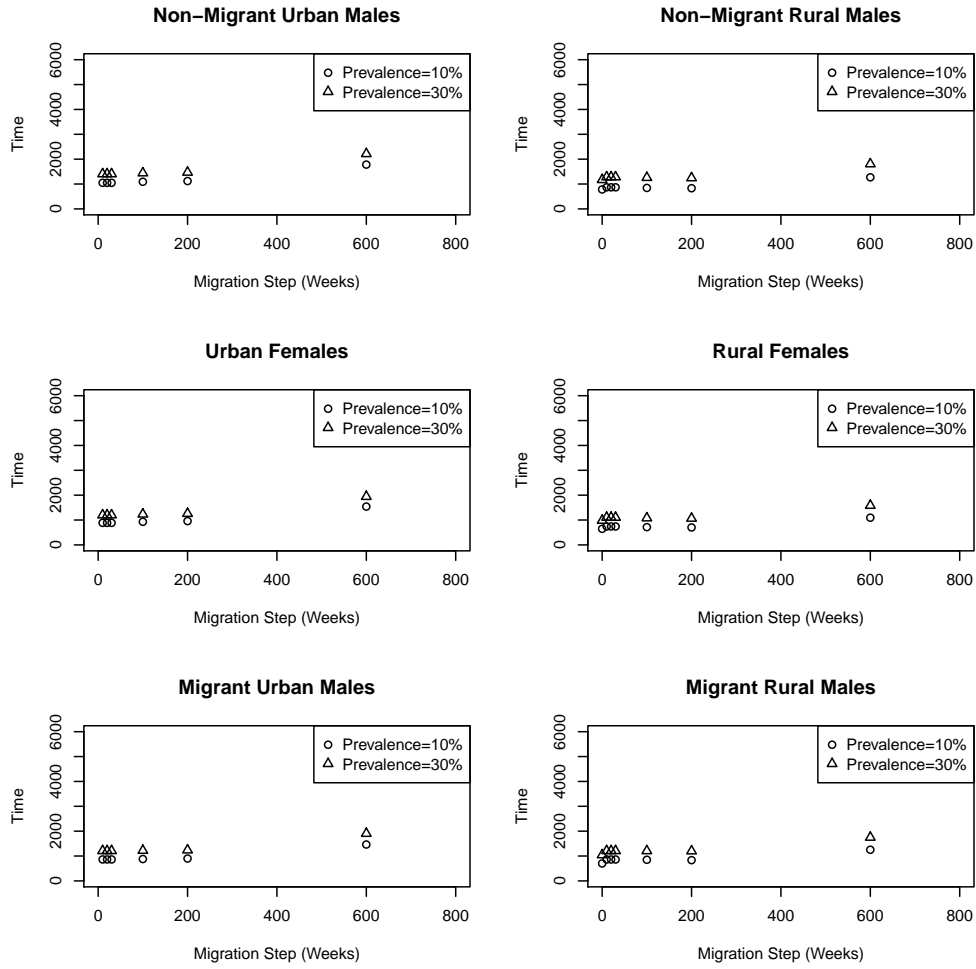 Non−Migrant Urban Males
Time
0 2000 4000 6000
Prevalence=10%
Prevalence=30%
0 200 400 600 800
Migration Step (Weeks)
Non−Migrant Rural Males
Time
0 2000 4000 6000
Prevalence=10%
Prevalence=30%
0 200 400 600 800
Migration Step (Weeks)
Urban Females
Time
0 2000 4000 6000
Prevalence=10%
Prevalence=30%
0 200 400 600 800
Migration Step (Weeks)
Rural Females
Time
0 2000 4000 6000
Prevalence=10%
Prevalence=30%
0 200 400 600 800
Migration Step (Weeks)
Migrant Urban Males
Time
0 2000 4000 6000
Prevalence=10%
Prevalence=30%
0 200 400 600 800
Migration Step (Weeks)
Migrant Rural Males
Time
0 2000 4000 6000
Prevalence=10%
Prevalence=30%
0 200 400 600 800
Migration Step (Weeks)